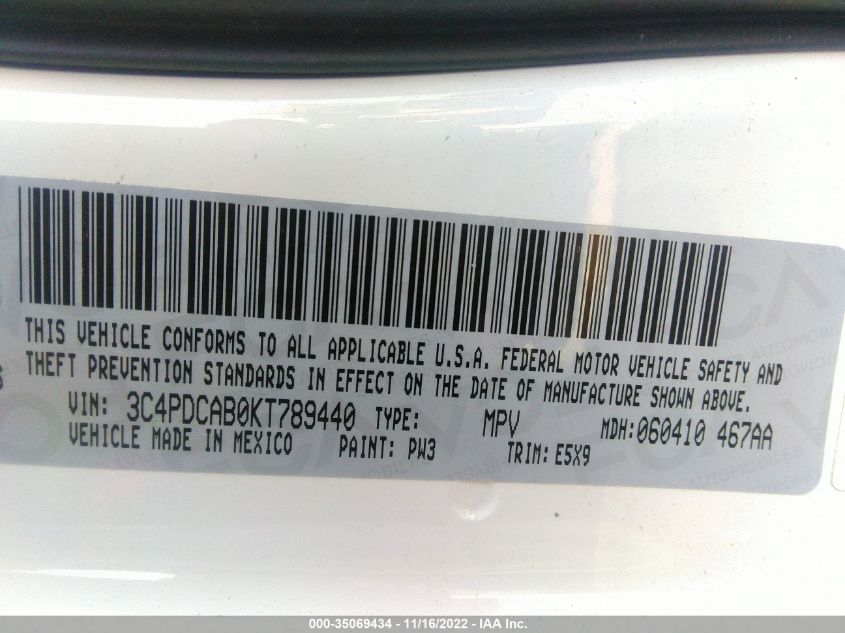 THIS VEHICLE CONFORMS TO ALL APPLICABLE U.S.A. FEDERAL MOTOR VEHICLE SAFETY AND
THEFT PREVENTION STANDARDS IN EFFECT ON THE DATE OF MANUFACTURE SHOWN ABOVE.
VIN: 3C4PDCAB0KT789440 TYPE: MPV MDH:060410 467AA
VEHICLE MADE IN MEXICO PAINT: PW3 TRIM: E5X9
000-35069434 - 11/16/2022 - IAA Inc.